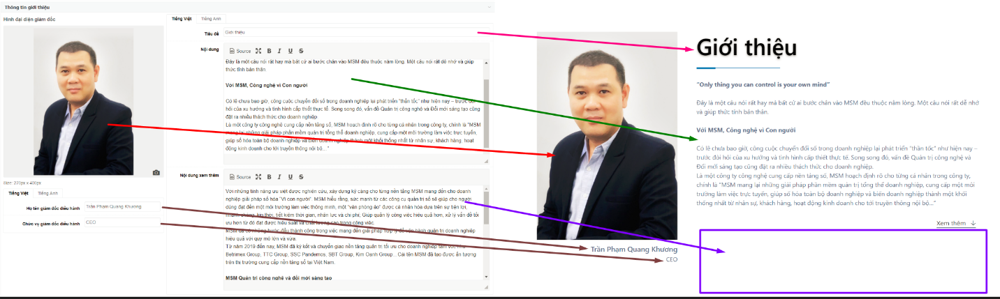 Thông tin giới thiệu
Hình đại diện giám đốc
Size: 270px x 406px
Tiếng Việt Tiếng Anh
Họ tên giám đốc điều hành Trần Phạm Quang Khương
Chức vụ giám đốc điều hành CEO
Tiếng Việt Tiếng Anh
Tiêu đề Giới thiệu
Nội dung
Source B I U S
Đây là một câu nói rất hay mà bất cứ ai bước chân vào MSM đều thuộc nằm lòng. Một câu nói rất dễ nhớ và giúp
thức tỉnh bản thân
Với MSM, Công nghệ vì Con người
Có lẽ chưa bao giờ, công cuộc chuyển đổi số trong doanh nghiệp lại phát triển "thần tốc" như hiện nay – trước đòi
hỏi của xu hướng và tình hình cấp thiết thực tế. Song song đó, vấn đề Quản trị công nghệ và Đổi mới sáng tạo cũng
đặt ra nhiều thách thức cho doanh nghiệp
Là một công ty công nghệ cung cấp nền tảng số, MSM hoạch định rõ cho từng cá nhân trong công ty, chính là "MSM
mang lại những giải pháp phần mềm quản trị tổng thể doanh nghiệp, cung cấp một môi trường làm việc trực tuyến,
giúp số hóa toàn bộ doanh nghiệp và biến doanh nghiệp thành một khối thống nhất từ nhân sự, khách hàng, hoạt
động kinh doanh cho tới truyền thông nội bộ..."
Nội dung xem thêm
Source B I U S
Với những tính năng ưu việt được nghiên cứu, xây dựng kỹ càng cho từng nền tảng MSM mang đến cho doanh
nghiệp giải pháp số hóa "Vì con người". MSM hiểu rằng, sức mạnh từ các công cụ quản trị số sẽ giúp cho người
dùng đạt đến một môi trường làm việc thông minh, một "văn phòng ảo" được cá nhân hóa dựa trên sự tiện lợi,
nhanh chóng, kịp thời, tiết kiệm thời gian, nhân lực và chi phí; Giúp quản lý công việc hiệu quả hơn, xử lý vấn đề tối
ưu hơn từ đó đạt được hiệu suất và chất lượng cao trong công việc
MSM đã có những bước đầu thành công trong việc mang đến giải pháp hợp lý để vận hành quản trị doanh nghiệp
hiệu quả với quy mô lớn và vừa.
Từ năm 2019 đến nay, MSM đã ký kết và chuyển giao nền tảng quản trị tối ưu cho doanh nghiệp tầm vóc như
Betrimex Group, TTC Group, SSC Pandemos, SBT Group, Kim Oanh Group...Cái tên MSM đã tạo được ấn tượng
trên thị trường cung cấp nền tảng số tại Việt Nam.
MSM Quản trị công nghệ và đổi mới sáng tạo
Trần Phạm Quang Khương
CEO
Giới thiệu
"Only thing you can control is your own mind"
Đây là một câu nói rất hay mà bất cứ ai bước chân vào MSM đều thuộc nằm lòng. Một câu nói rất dễ nhớ
và giúp thức tỉnh bản thân.
Với MSM, Công nghệ vì Con người
Có lẽ chưa bao giờ, công cuộc chuyển đổi số trong doanh nghiệp lại phát triển "thần tốc" như hiện nay –
trước đòi hỏi của xu hướng và tình hình cấp thiết thực tế. Song song đó, vấn đề Quản trị công nghệ và
Đổi mới sáng tạo cũng đặt ra nhiều thách thức cho doanh nghiệp.
Là một công ty công nghệ cung cấp nền tảng số, MSM hoạch định rõ cho từng cá nhân trong công ty,
chính là "MSM mang lại những giải pháp phần mềm quản trị tổng thể doanh nghiệp, cung cấp một môi
trường làm việc trực tuyến, giúp số hóa toàn bộ doanh nghiệp và biến doanh nghiệp thành một khối
thống nhất từ nhân sự, khách hàng, hoạt động kinh doanh cho tới truyền thông nội bộ..."
Xem thêm